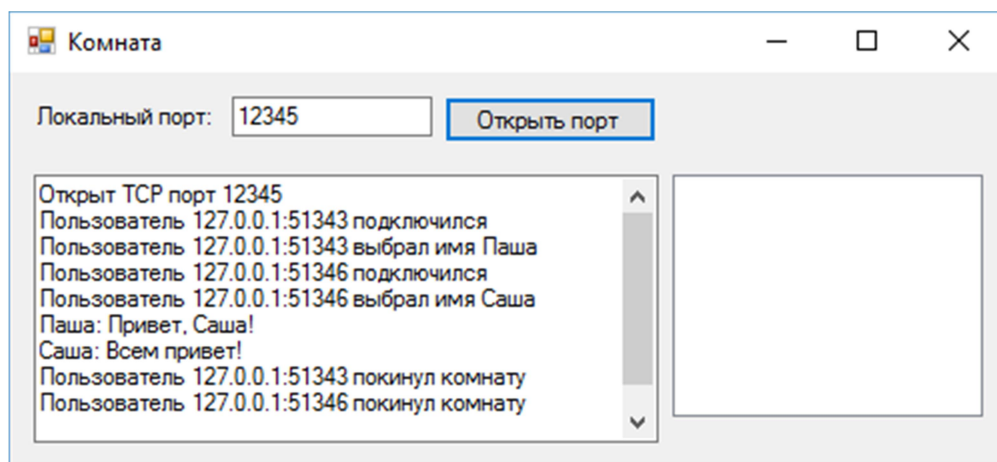 Комната
Локальный порт: 12345 Открыть порт
Открыт TCP порт 12345
Пользователь 127.0.0.1:51343 подключился
Пользователь 127.0.0.1:51343 выбрал имя Паша
Пользователь 127.0.0.1:51346 подключился
Пользователь 127.0.0.1:51346 выбрал имя Саша
Паша: Привет, Саша!
Саша: Всем привет!
Пользователь 127.0.0.1:51343 покинул комнату
Пользователь 127.0.0.1:51346 покинул комнату